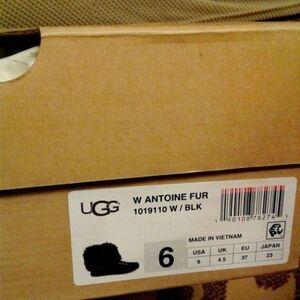 UGG
W ANTOINE FUR
1019110 W / BLK
6
MADE IN VIETNAM
USA UK EU JAPAN
6 4.5 37 23